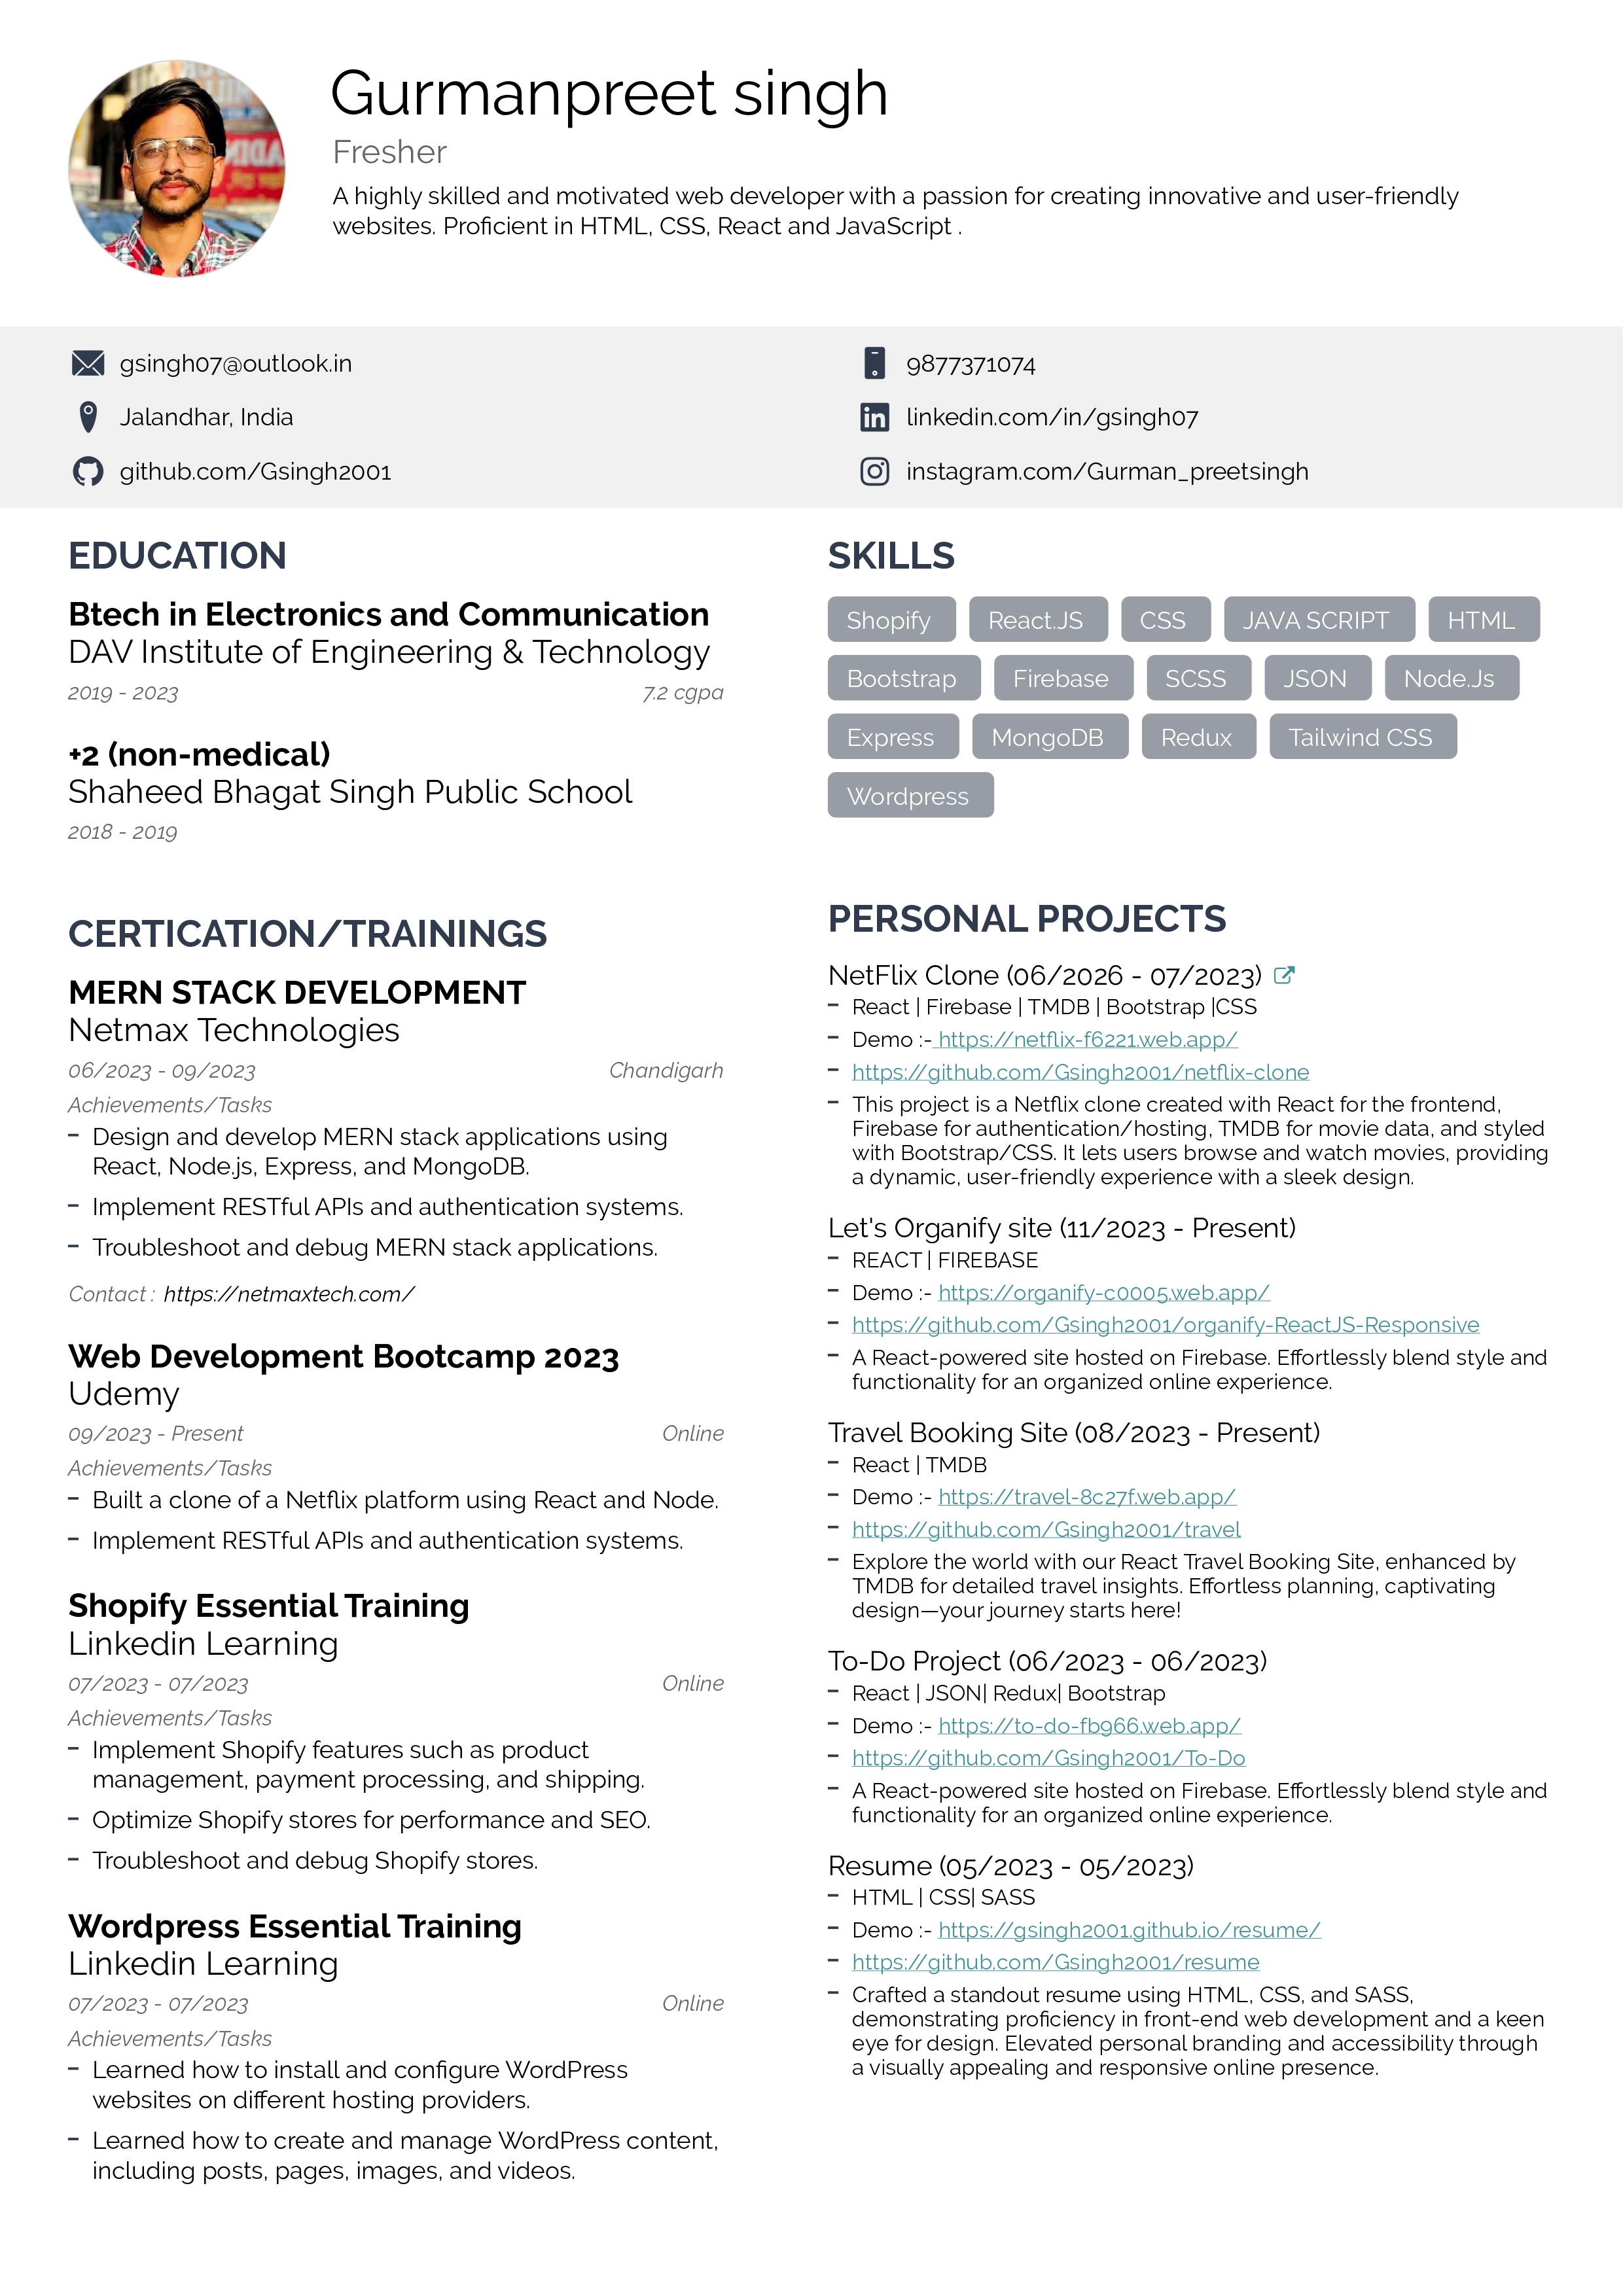 Gurmanpreet singh
Fresher
A highly skilled and motivated web developer with a passion for creating innovative and user-friendly
websites. Proficient in HTML, CSS, React and JavaScript .
gsingh07@outlook.in
9877371074
Jalandhar, India
linkedin.com/in/gsingh07
github.com/Gsingh2001
instagram.com/Gurman_preetsingh
EDUCATION
Btech in Electronics and Communication
DAV Institute of Engineering & Technology
2019 - 2023 7.2 cgpa
+2 (non-medical)
Shaheed Bhagat Singh Public School
2018 - 2019
CERTICATION/TRAININGS
MERN STACK DEVELOPMENT
Netmax Technologies
06/2023 - 09/2023 Chandigarh
Achievements/Tasks
– Design and develop MERN stack applications using
React, Node.js, Express, and MongoDB.
– Implement RESTful APIs and authentication systems.
– Troubleshoot and debug MERN stack applications.
Contact : https://netmaxtech.com/
Web Development Bootcamp 2023
Udemy
09/2023 - Present Online
Achievements/Tasks
– Built a clone of a Netflix platform using React and Node.
– Implement RESTful APIs and authentication systems.
Shopify Essential Training
Linkedin Learning
07/2023 - 07/2023 Online
Achievements/Tasks
– Implement Shopify features such as product
management, payment processing, and shipping.
– Optimize Shopify stores for performance and SEO.
– Troubleshoot and debug Shopify stores.
Wordpress Essential Training
Linkedin Learning
07/2023 - 07/2023 Online
Achievements/Tasks
– Learned how to install and configure WordPress
websites on different hosting providers.
– Learned how to create and manage WordPress content,
including posts, pages, images, and videos.
SKILLS
Shopify React.JS CSS JAVA SCRIPT HTML
Bootstrap Firebase SCSS JSON Node.Js
Express MongoDB Redux Tailwind CSS
Wordpress
PERSONAL PROJECTS
NetFlix Clone (06/2026 - 07/2023)
– React | Firebase | TMDB | Bootstrap |CSS
– Demo :- https://netflix-f6221.web.app/
– https://github.com/Gsingh2001/netflix-clone
– This project is a Netflix clone created with React for the frontend,
Firebase for authentication/hosting, TMDB for movie data, and styled
with Bootstrap/CSS. It lets users browse and watch movies, providing
a dynamic, user-friendly experience with a sleek design.
Let's Organify site (11/2023 - Present)
– REACT | FIREBASE
– Demo :- https://organify-c0005.web.app/
– https://github.com/Gsingh2001/organify-ReactJS-Responsive
– A React-powered site hosted on Firebase. Effortlessly blend style and
functionality for an organized online experience.
Travel Booking Site (08/2023 - Present)
– React | TMDB
– Demo :- https://travel-8c27f.web.app/
– https://github.com/Gsingh2001/travel
– Explore the world with our React Travel Booking Site, enhanced by
TMDB for detailed travel insights. Effortless planning, captivating
design—your journey starts here!
To-Do Project (06/2023 - 06/2023)
– React | JSON| Redux| Bootstrap
– Demo :- https://to-do-fb966.web.app/
– https://github.com/Gsingh2001/To-Do
– A React-powered site hosted on Firebase. Effortlessly blend style and
functionality for an organized online experience.
Resume (05/2023 - 05/2023)
– HTML | CSS| SASS
– Demo :- https://gsingh2001.github.io/resume/
– https://github.com/Gsingh2001/resume
– Crafted a standout resume using HTML, CSS, and SASS,
demonstrating proficiency in front-end web development and a keen
eye for design. Elevated personal branding and accessibility through
a visually appealing and responsive online presence.